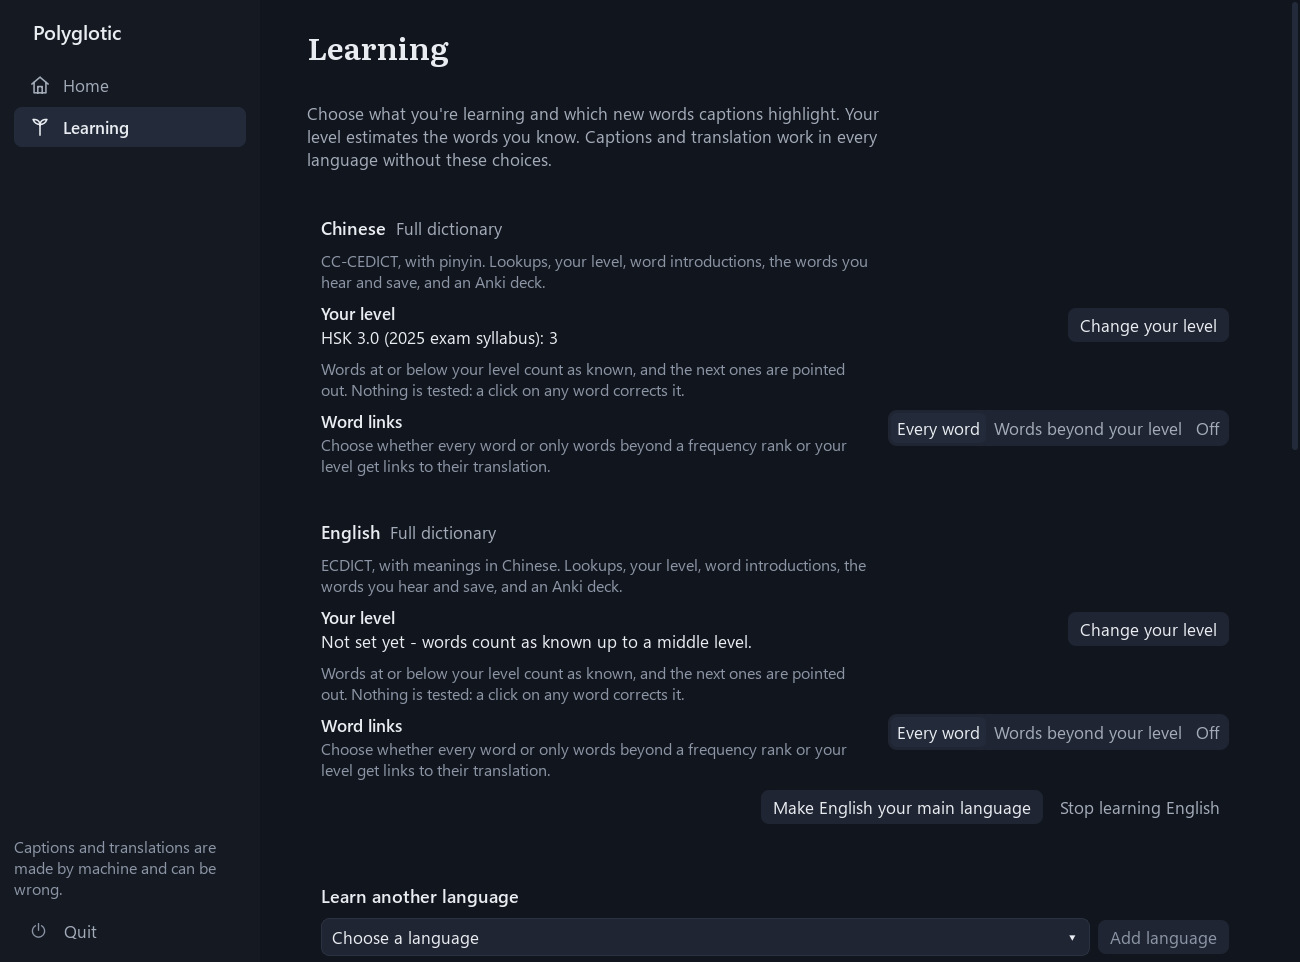 Polyglotic
Home
Learning
Captions and translations are
made by machine and can be
wrong.
Quit
Learning
Choose what you're learning and which new words captions highlight. Your
level estimates the words you know. Captions and translation work in every
language without these choices.
Chinese Full dictionary
CC-CEDICT, with pinyin. Lookups, your level, word introductions, the words you
hear and save, and an Anki deck.
Your level
HSK 3.0 (2025 exam syllabus): 3
Change your level
Words at or below your level count as known, and the next ones are pointed
out. Nothing is tested: a click on any word corrects it.
Word links
Choose whether every word or only words beyond a frequency rank or your
level get links to their translation.
Every word Words beyond your level Off
English Full dictionary
ECDICT, with meanings in Chinese. Lookups, your level, word introductions, the
words you hear and save, and an Anki deck.
Your level
Not set yet - words count as known up to a middle level.
Change your level
Words at or below your level count as known, and the next ones are pointed
out. Nothing is tested: a click on any word corrects it.
Word links
Choose whether every word or only words beyond a frequency rank or your
level get links to their translation.
Every word Words beyond your level Off
Make English your main language Stop learning English
Learn another language
Choose a language Add language